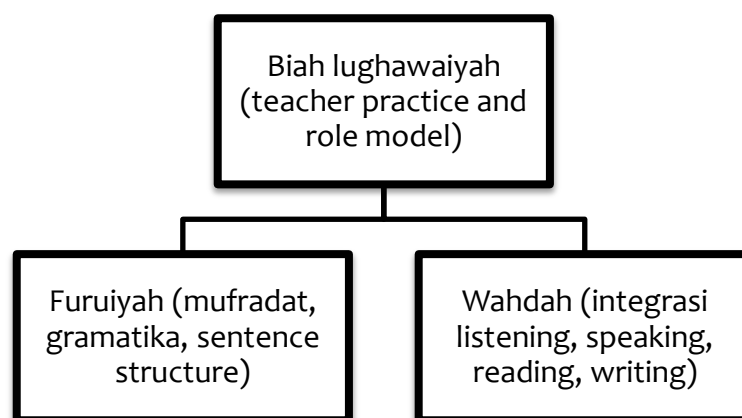 Biah lughawaiyah
(teacher practice and
role model)
Furuiyah (mufradat,
gramatika, sentence
structure)
Wahdah (integrasi
listening, speaking,
reading, writing)